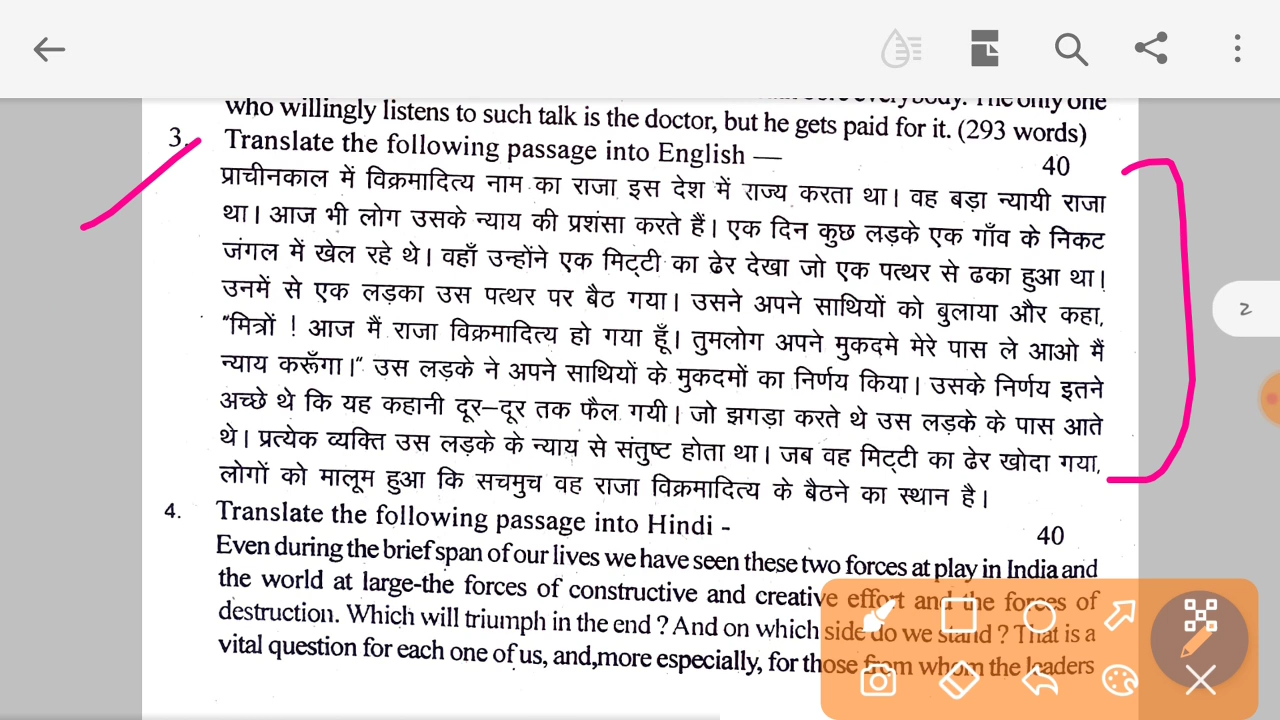 who willingly listens to such talk is the doctor, but he gets paid for it. (293 words)
3. Translate the following passage into English —
40
प्राचीनकाल में विक्रमादित्य नाम का राजा इस देश में राज्य करता था। वह बड़ा न्यायी राजा
था। आज भी लोग उसके न्याय की प्रशंसा करते हैं। एक दिन कुछ लड़के एक गाँव के निकट
जंगल में खेल रहे थे। वहाँ उन्होंने एक मिट्टी का ढेर देखा जो एक पत्थर से ढका हुआ था।
उनमें से एक लड़का उस पत्थर पर बैठ गया। उसने अपने साथियों को बुलाया और कहा,
"मित्रों ! आज मैं राजा विक्रमादित्य हो गया हूँ। तुमलोग अपने मुकदमे मेरे पास ले आओ मैं
न्याय करूँगा।" उस लड़के ने अपने साथियों के मुकदमों का निर्णय किया। उसके निर्णय इतने
अच्छे थे कि यह कहानी दूर–दूर तक फैल गयी। जो झगड़ा करते थे उस लड़के के पास आते
थे। प्रत्येक व्यक्ति उस लड़के के न्याय से संतुष्ट होता था। जब वह मिट्टी का ढेर खोदा गया,
लोगों को मालूम हुआ कि सचमुच वह राजा विक्रमादित्य के बैठने का स्थान है।
4. Translate the following passage into Hindi -
40
Even during the brief span of our lives we have seen these two forces at play in India and
the world at large-the forces of constructive and creative effort and the forces of
destruction. Which will triumph in the end ? And on which side do we stand ? That is a
vital question for each one of us, and,more especially, for those from whom the leaders
2